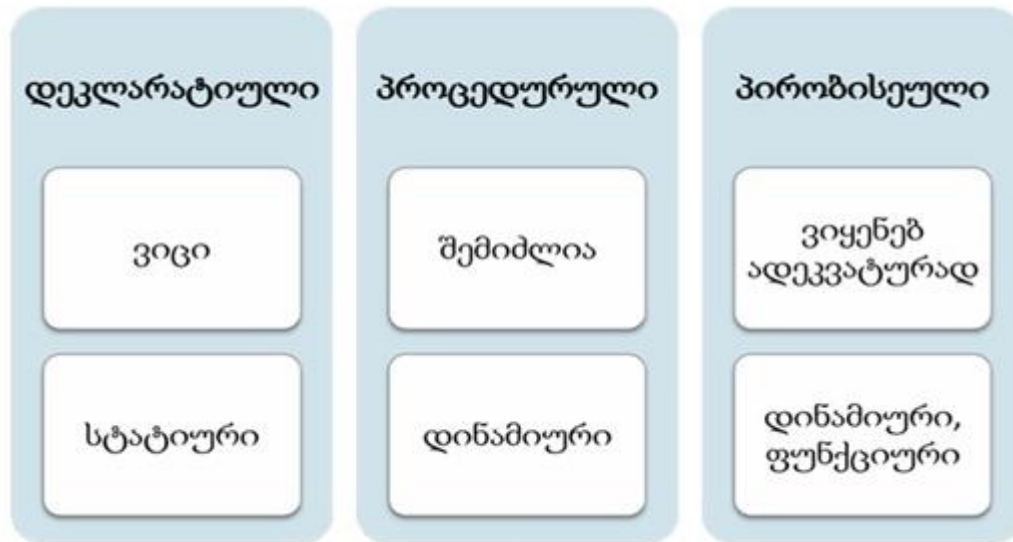 დეკლარატიული
პროცედურული
პირობისეული
ვიცი
შემიძლია
ვიყენებ
ადეკვატურად
სტატიური
დინამიური
დინამიური,
ფუნქციური